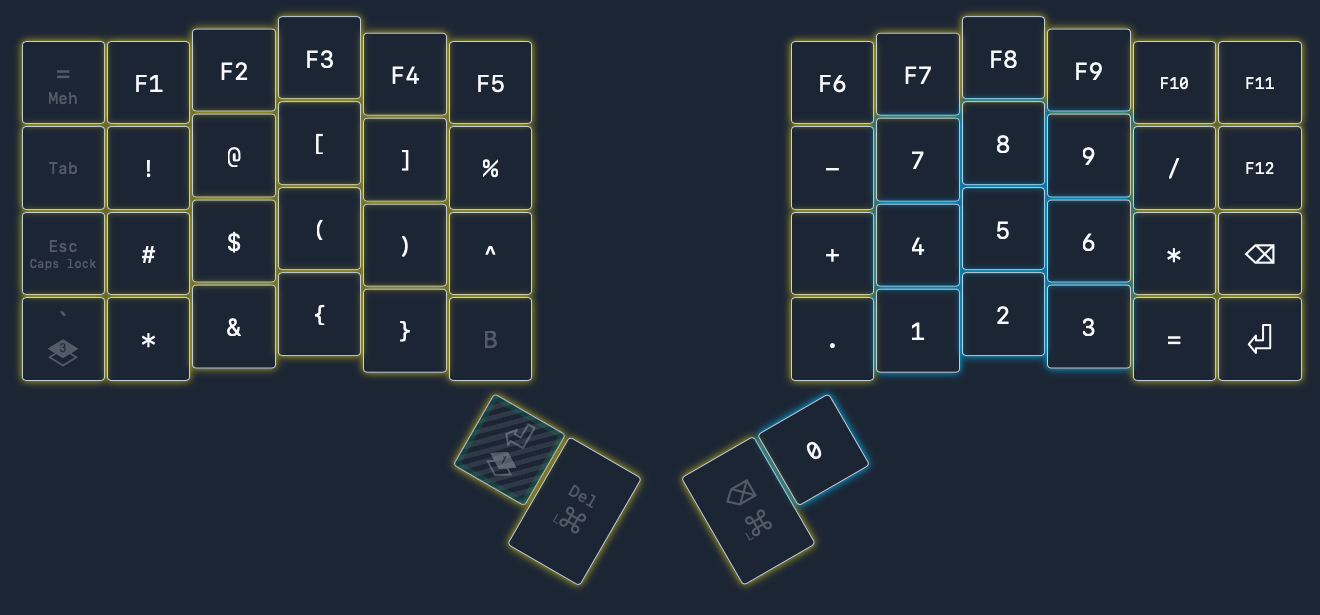 = F1 F2 F3 F4 F5 F6 F7 F8 F9 F10 F11
Meh
Tab ! @ [ ] % - 7 8 9 / F12
Esc # $ ( ) ^ + 4 5 6 * ⌫
Caps lock
` * & { } B . 1 2 3 = ⏎
3
0
1
Del
L⌘
L⌘